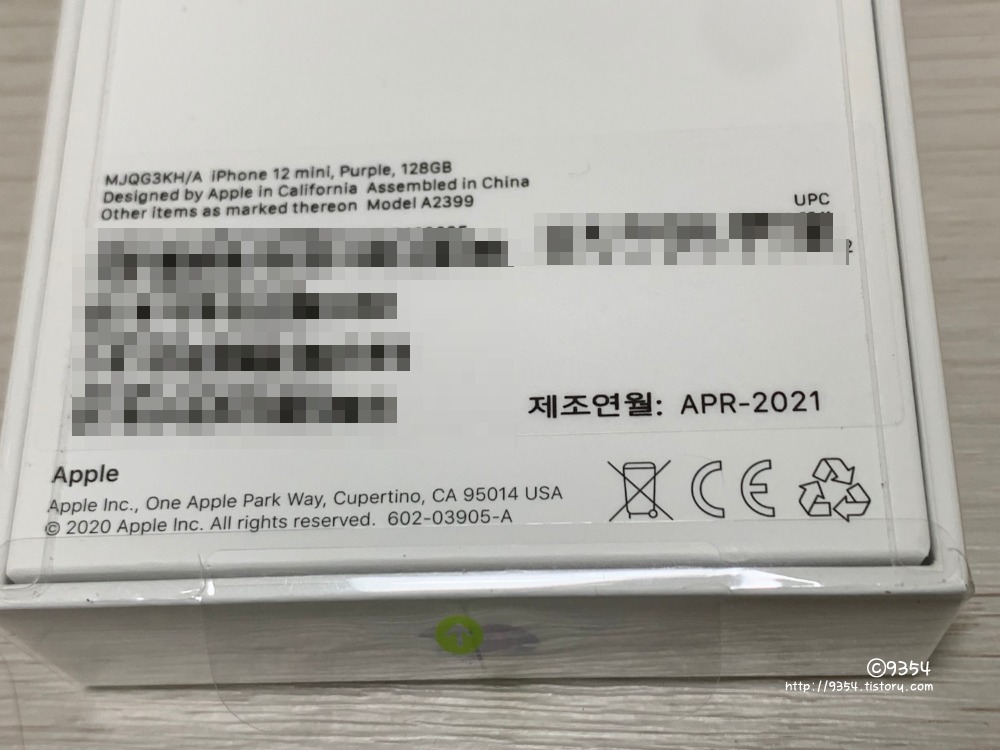 MJQG3KH/A iPhone 12 mini, Purple, 128GB
Designed by Apple in California Assembled in China
Other items as marked thereon Model A2399
UPC
제조연월: APR-2021
Apple
Apple Inc., One Apple Park Way, Cupertino, CA 95014 USA
© 2020 Apple Inc. All rights reserved. 602-03905-A
CE
©9354
http://9354.tistory.com